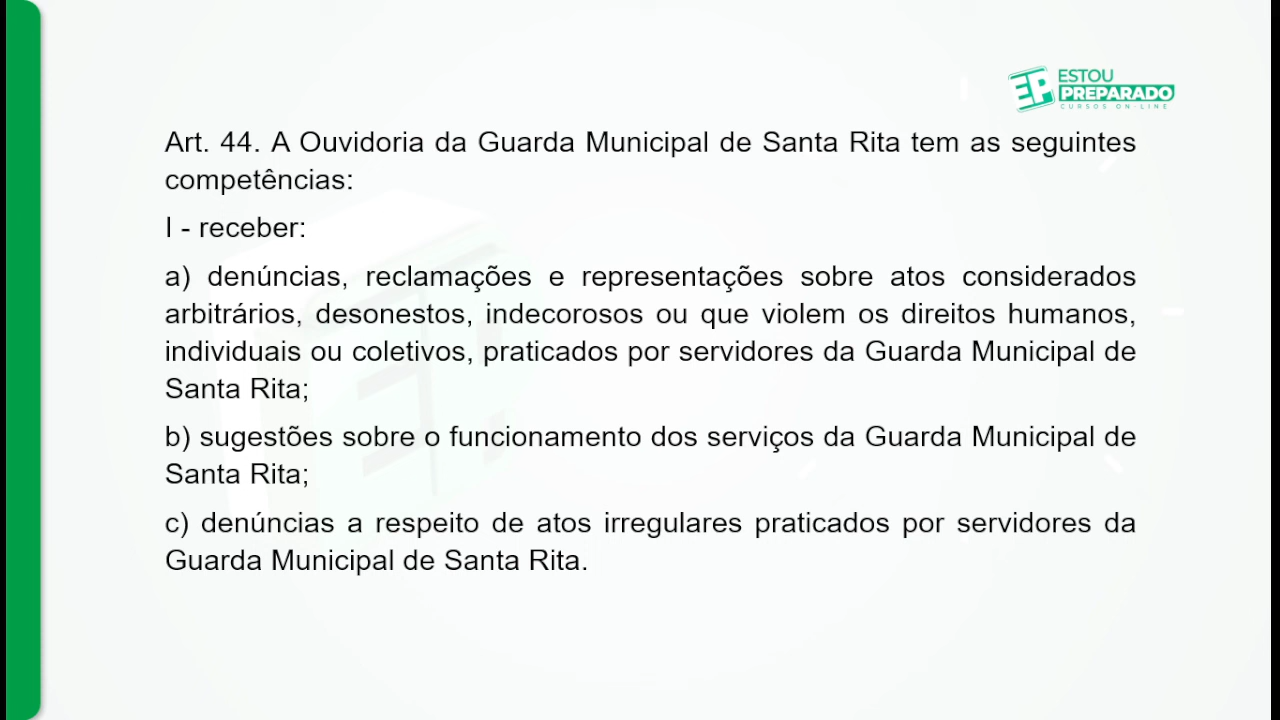 EP ESTOU
PREPARADO
CURSOS ON-LINE
Art. 44. A Ouvidoria da Guarda Municipal de Santa Rita tem as seguintes
competências:
I - receber:
a) denúncias, reclamações e representações sobre atos considerados
arbitrários, desonestos, indecorosos ou que violem os direitos humanos,
individuais ou coletivos, praticados por servidores da Guarda Municipal de
Santa Rita;
b) sugestões sobre o funcionamento dos serviços da Guarda Municipal de
Santa Rita;
c) denúncias a respeito de atos irregulares praticados por servidores da
Guarda Municipal de Santa Rita.